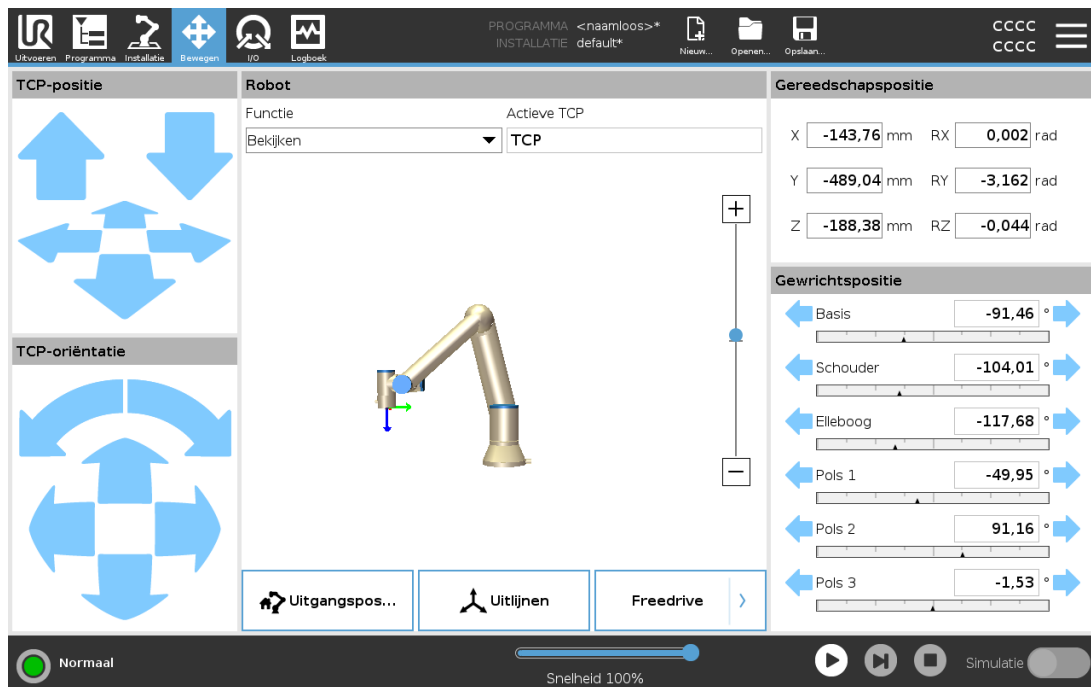 UR
Uitvoeren
Programma
Installatie
Bewegen
I/O
Logboek
PROGRAMMA <naamloos>*
INSTALLATIE default*
Nieuw...
Openen...
Opslaan...
CCCC
CCCC
TCP-positie
TCP-oriëntatie
Robot
Functie
Actieve TCP
Bekijken
TCP
+
−
Uitgangspos...
Uitlijnen
Freedrive
Gereedschapspositie
X -143,76 mm RX 0,002 rad
Y -489,04 mm RY -3,162 rad
Z -188,38 mm RZ -0,044 rad
Gewrichtspositie
Basis -91,46 °
Schouder -104,01 °
Elleboog -117,68 °
Pols 1 -49,95 °
Pols 2 91,16 °
Pols 3 -1,53 °
Normaal
Snelheid 100%
Simulatie